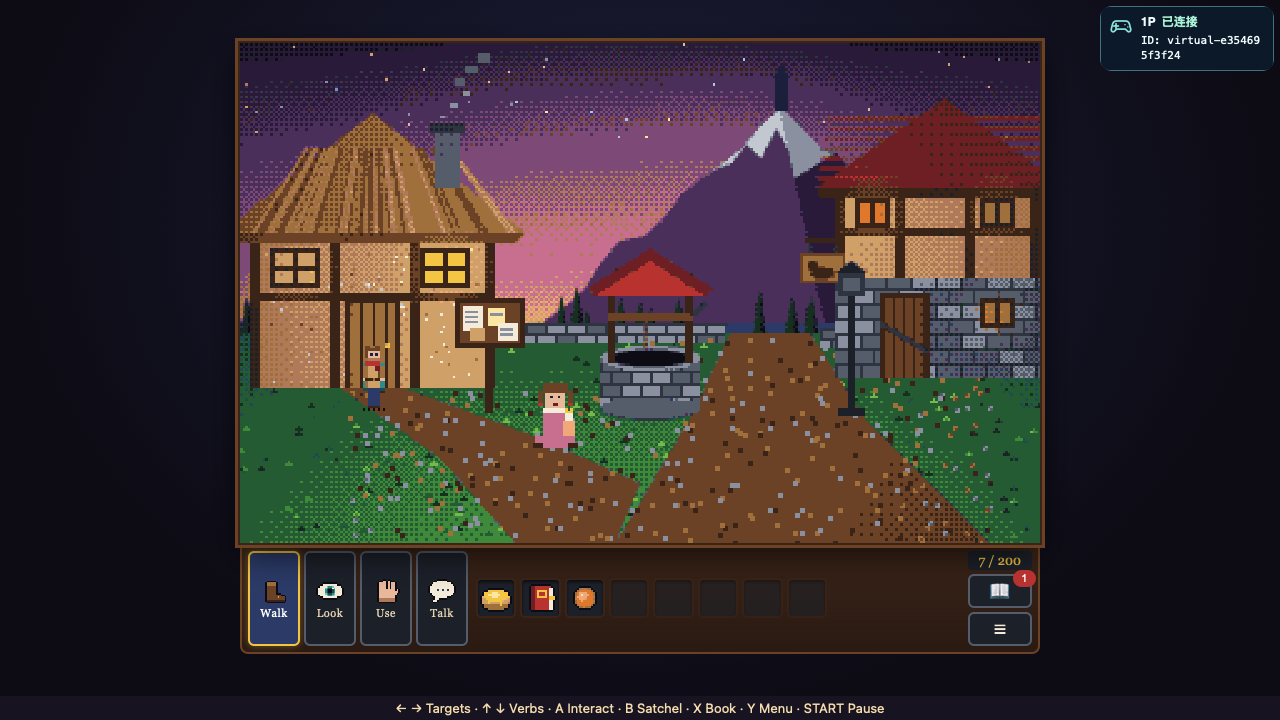 1P 已连接
ID: virtual-e35469
5f3f24
7 / 200
1
Walk
Look
Use
Talk
← → Targets · ↑ ↓ Verbs · A Interact · B Satchel · X Book · Y Menu · START Pause